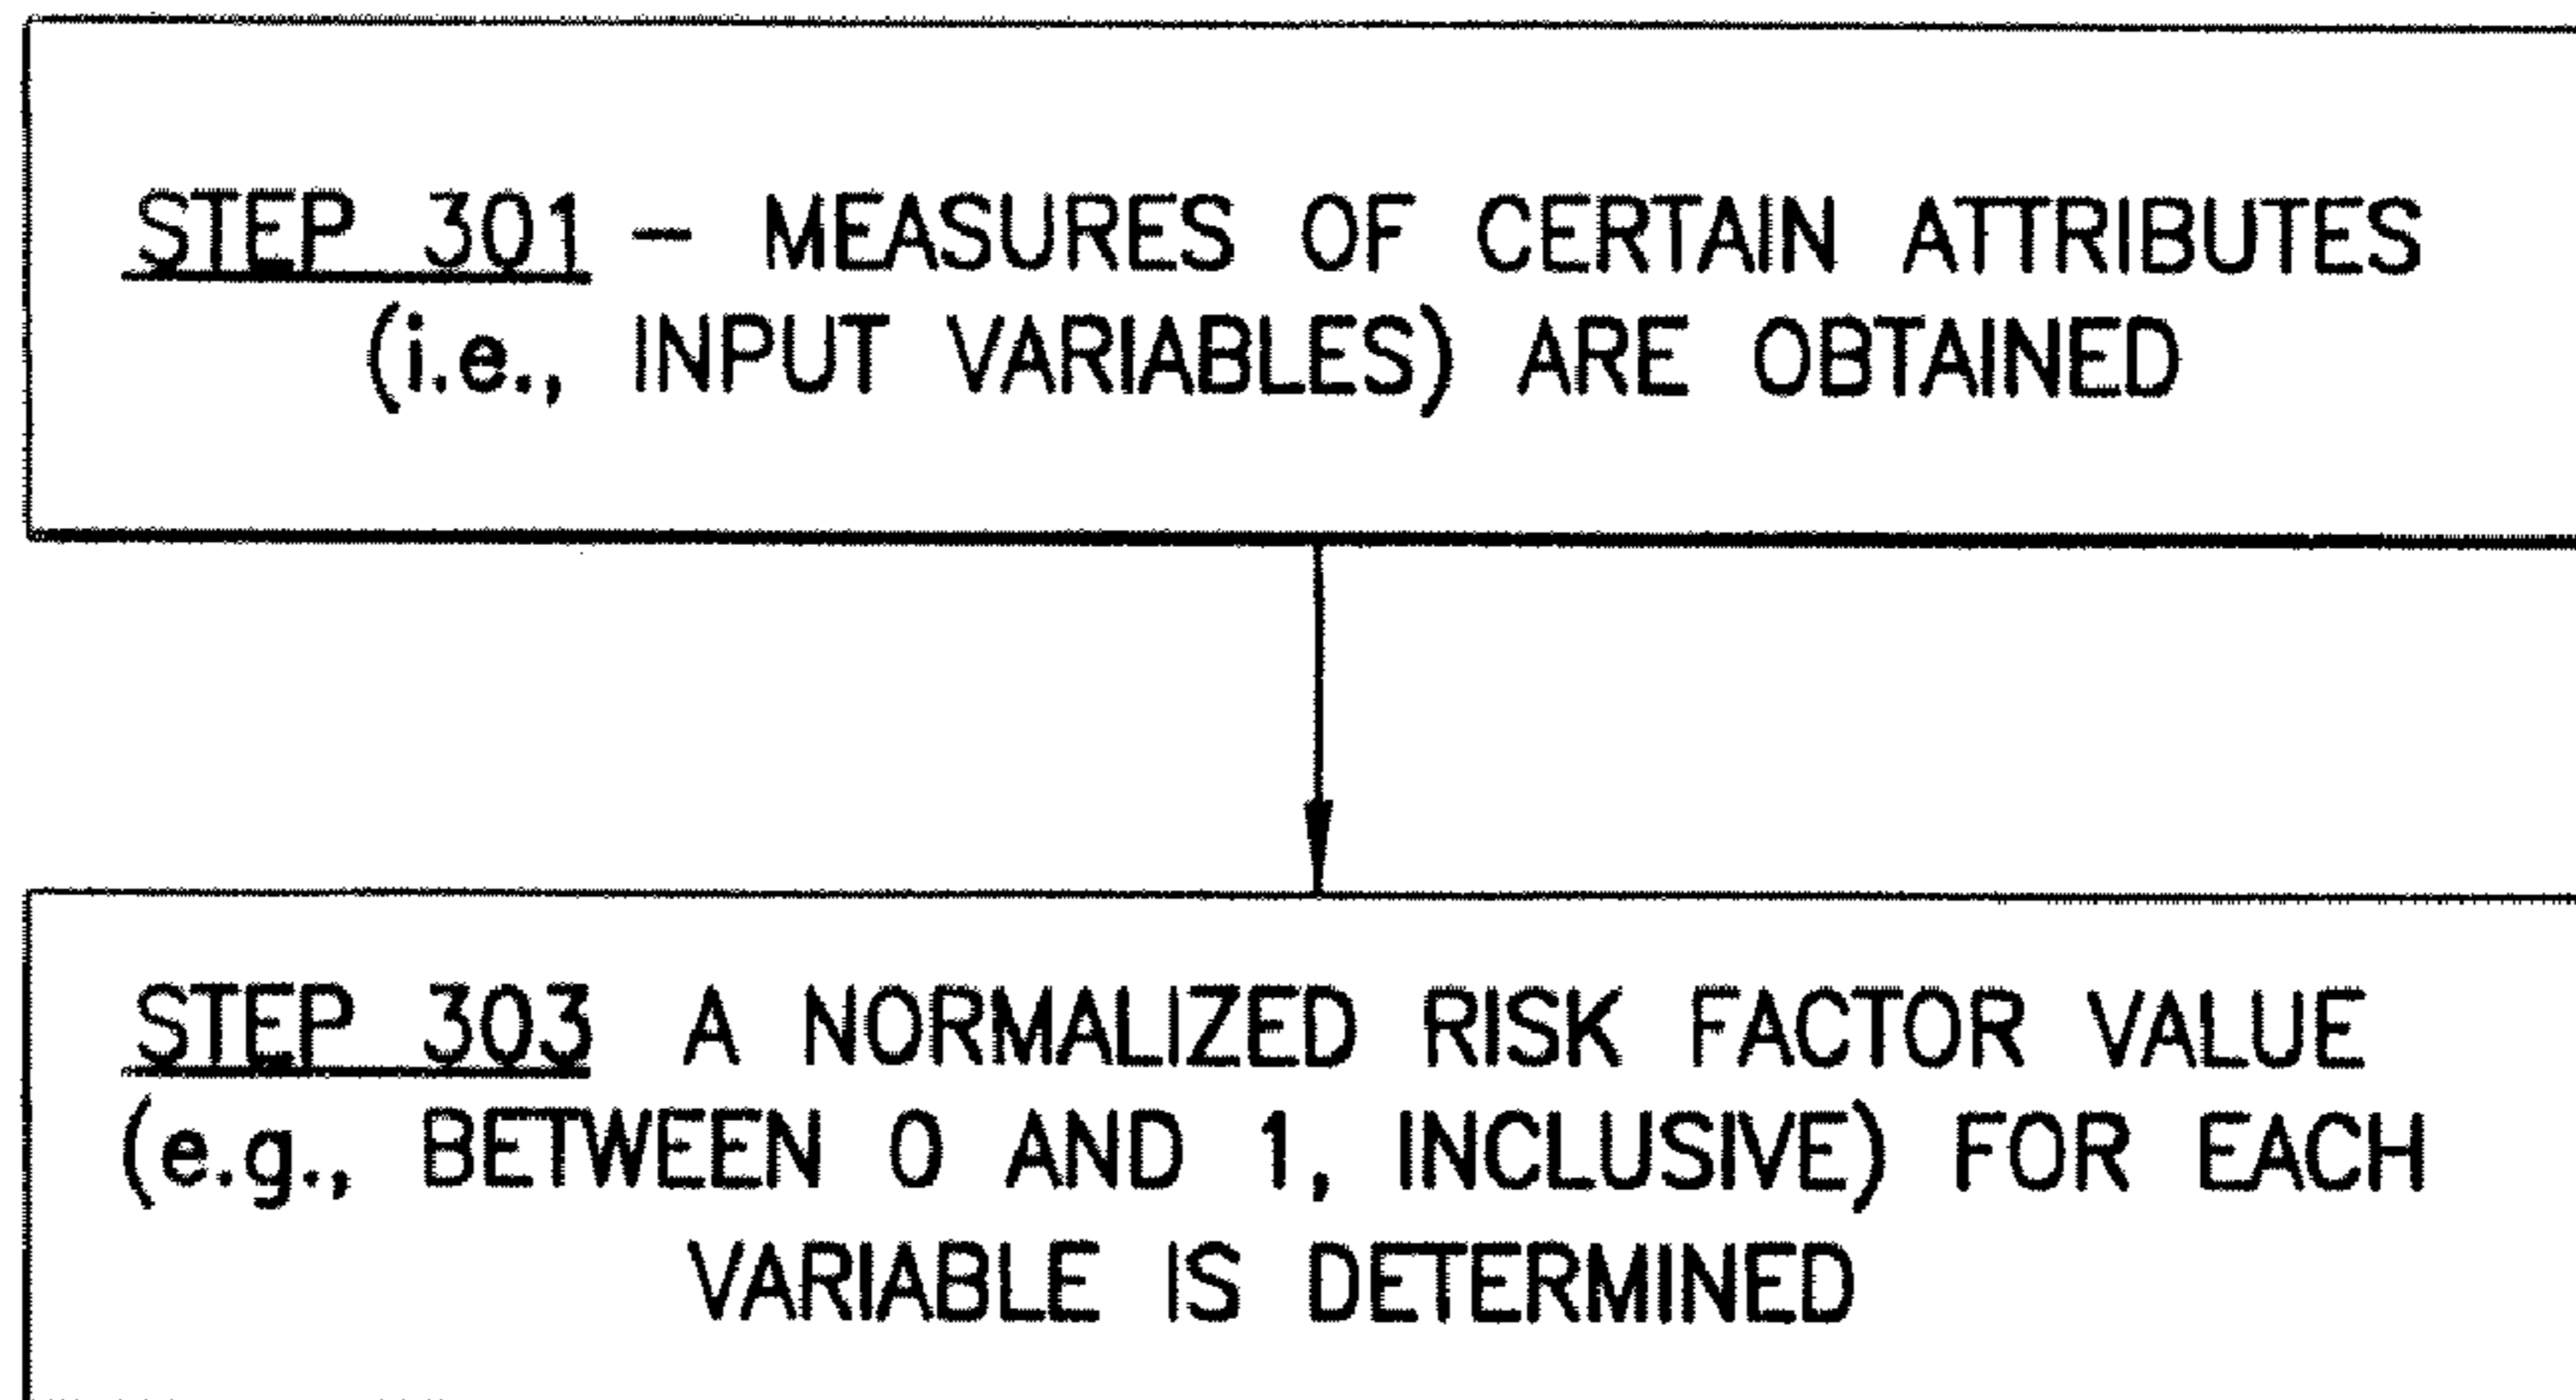 STEP 301 – MEASURES OF CERTAIN ATTRIBUTES
(i.e., INPUT VARIABLES) ARE OBTAINED
STEP 303 A NORMALIZED RISK FACTOR VALUE
(e.g., BETWEEN 0 AND 1, INCLUSIVE) FOR EACH
VARIABLE IS DETERMINED